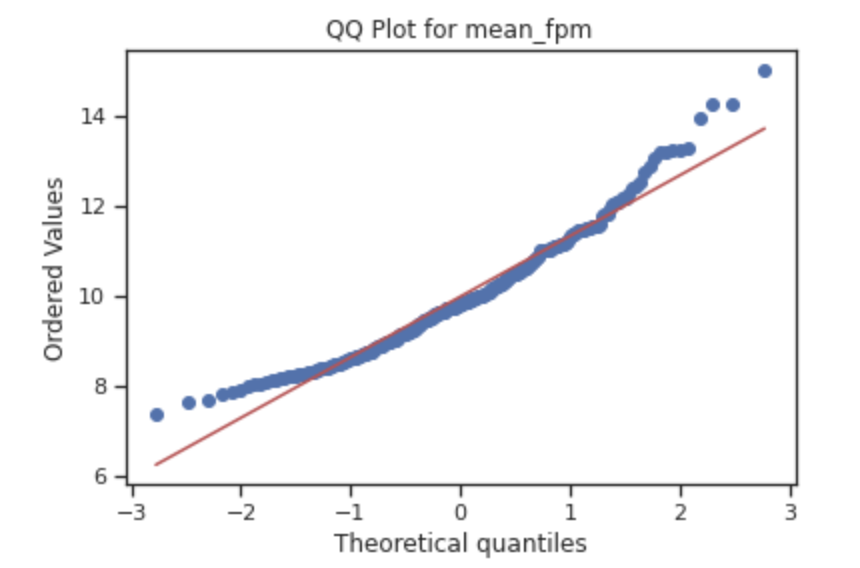 QQ Plot for mean_fpm
14
12
10
8
6
Ordered Values
−3 −2 −1 0 1 2 3
Theoretical quantiles